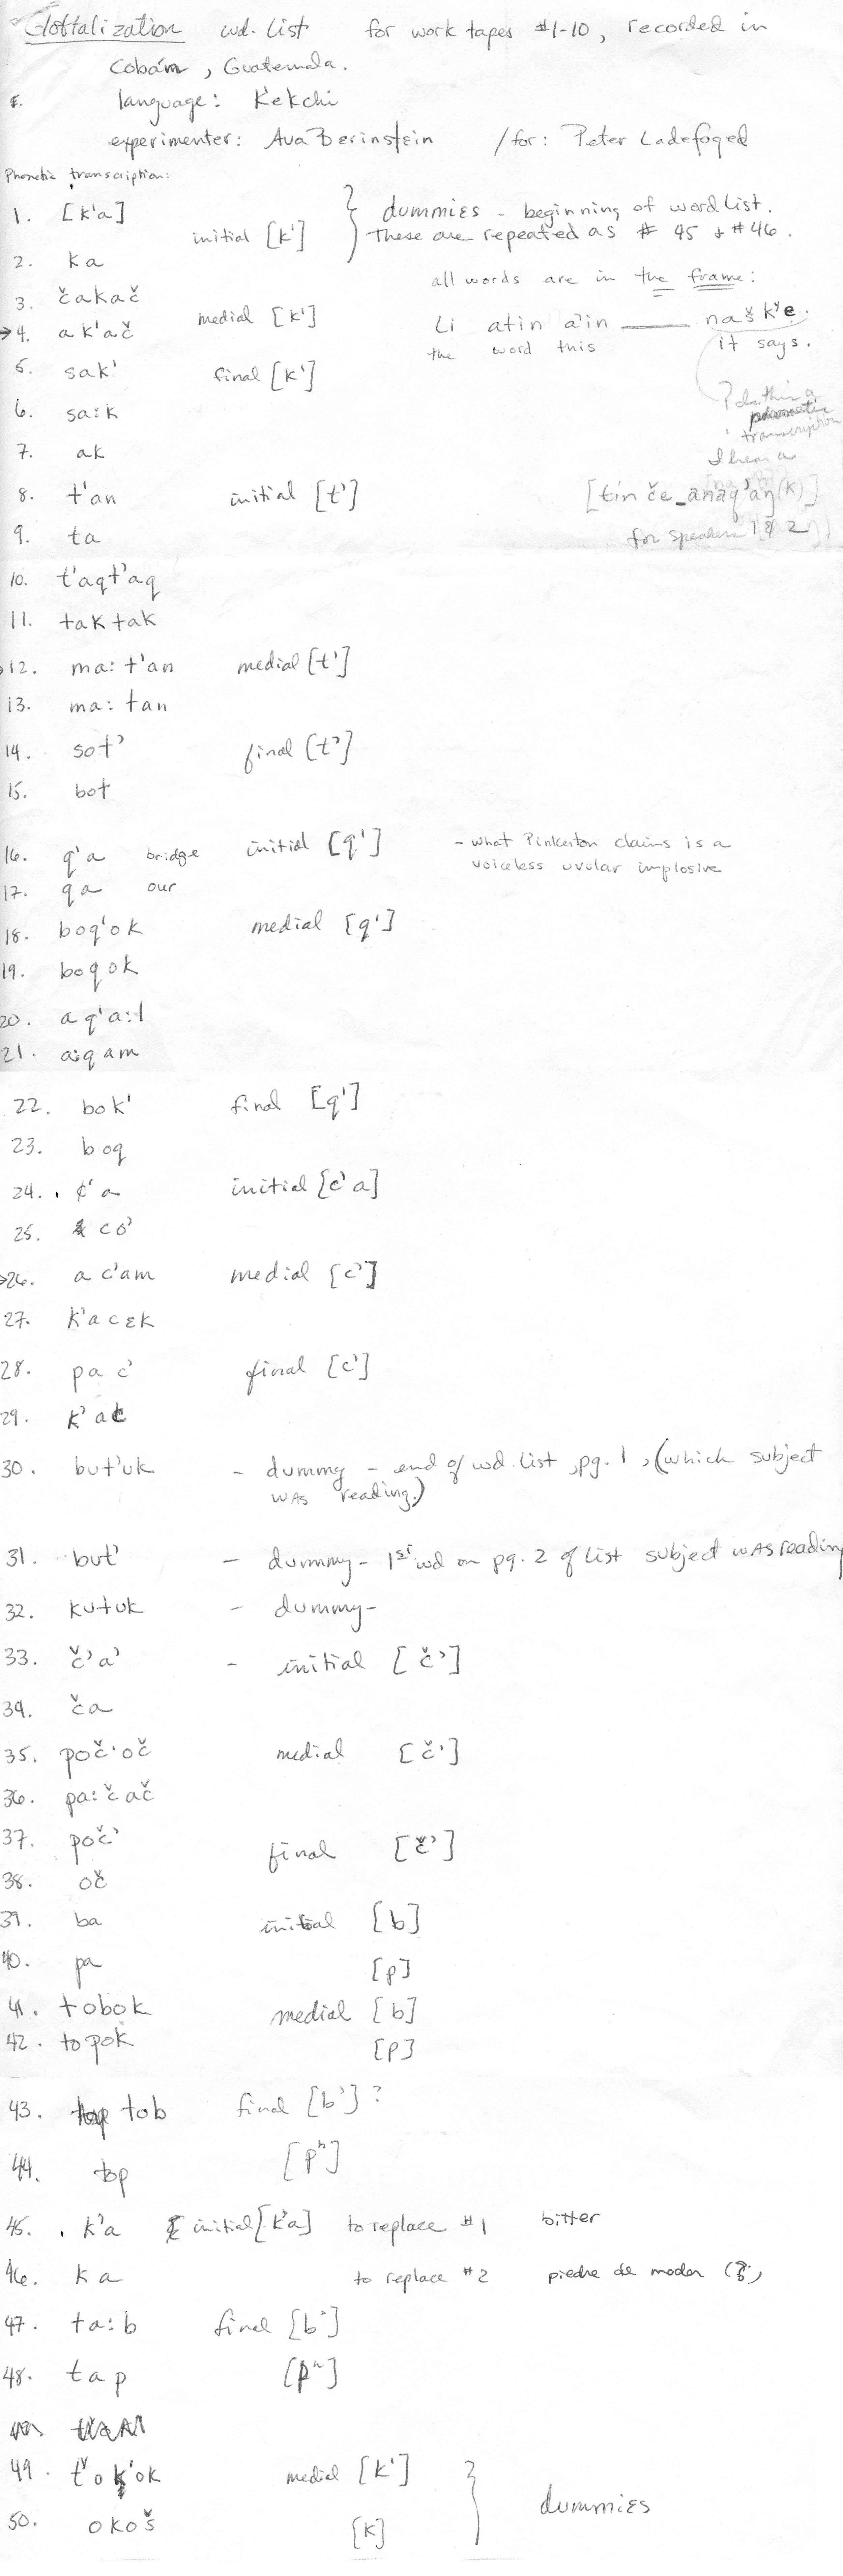 Glottalization wd. list for work tapes #1-10, recorded in
Cobán, Guatemala.
language: K'ekchi
experimenter: Ava Berinstein / for: Peter Ladefoged
Phonetic transcription:
1. [k'a]
initial [k'] } dummies - beginning of word list.
These are repeated as # 45 + #46.
2. ka
all words are in the frame:
3. čakač
medial [k']
→4. ak'ač
Li atin a'in ____ naš k'e.
the word this it says.
5. sak' final [k']
6. sa:k
? do this a phonetic transcription
7. ak
I hear a
8. t'an initial [t'] [tin če_anaq'aŋ(k)]
9. ta for speakers 1 & 2
10. t'aqt'aq
11. taktak
→12. ma:t'an medial [t']
13. ma:tan
14. sot' final [t']
15. bot
16. q'a bridge initial [q'] - what Pinkerton claims is a
voiceless uvular implosive
17. qa our
18. boq'ok medial [q']
19. boqok
20. aq'a:l
21. a:qam
22. bok' final [q']
23. boq
24. ¢'a initial [c'a]
25. co'
→26. ac'am medial [c']
27. k'acɛk
28. pac' final [c']
29. k'ac
30. but'uk - dummy - end of wd. list, pg. 1, (which subject
was reading.)
31. but' - dummy - 1st wd on pg. 2 of list subject was reading
32. kutuk - dummy-
33. č'a' - initial [č']
34. ča
35. poč'oč medial [č']
36. pa:čač
37. poč' final [č']
38. oč
39. ba initial [b]
40. pa [p]
41. tobok medial [b]
42. topok [p]
43. tob final [b']?
44. top [pʰ]
45. k'a initial [k'a] to replace #1 bitter
46. ka to replace #2 piedra de moler (?)
47. ta:b final [b']
48. tap [pʰ]
49. t'ok'ok medial [k'] } dummies
50. okoš [k]